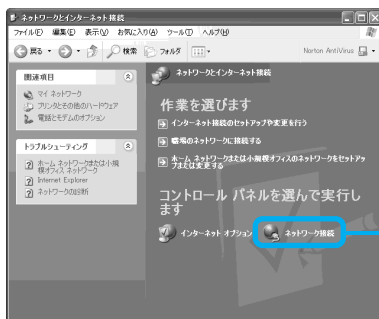 ネットワークとインターネット接続
ファイル(F) 編集(E) 表示(V) お気に入り(A) ツール(T) ヘルプ(H)
戻る 検索 フォルダ Norton AntiVirus
関連項目
マイ ネットワーク
プリンタとその他のハードウェア
電話とモデムのオプション
トラブルシューティング
ホーム ネットワークまたは小規
模オフィス ネットワーク
Internet Explorer
ネットワークの診断
ネットワークとインターネット接続
作業を選びます
インターネット接続のセットアップや変更を行う
職場のネットワークに接続する
ホーム ネットワークまたは小規模オフィスのネットワークをセットアッ
プまたは変更する
コントロール パネルを選んで実行し
ます
インターネット オプション
ネットワーク接続